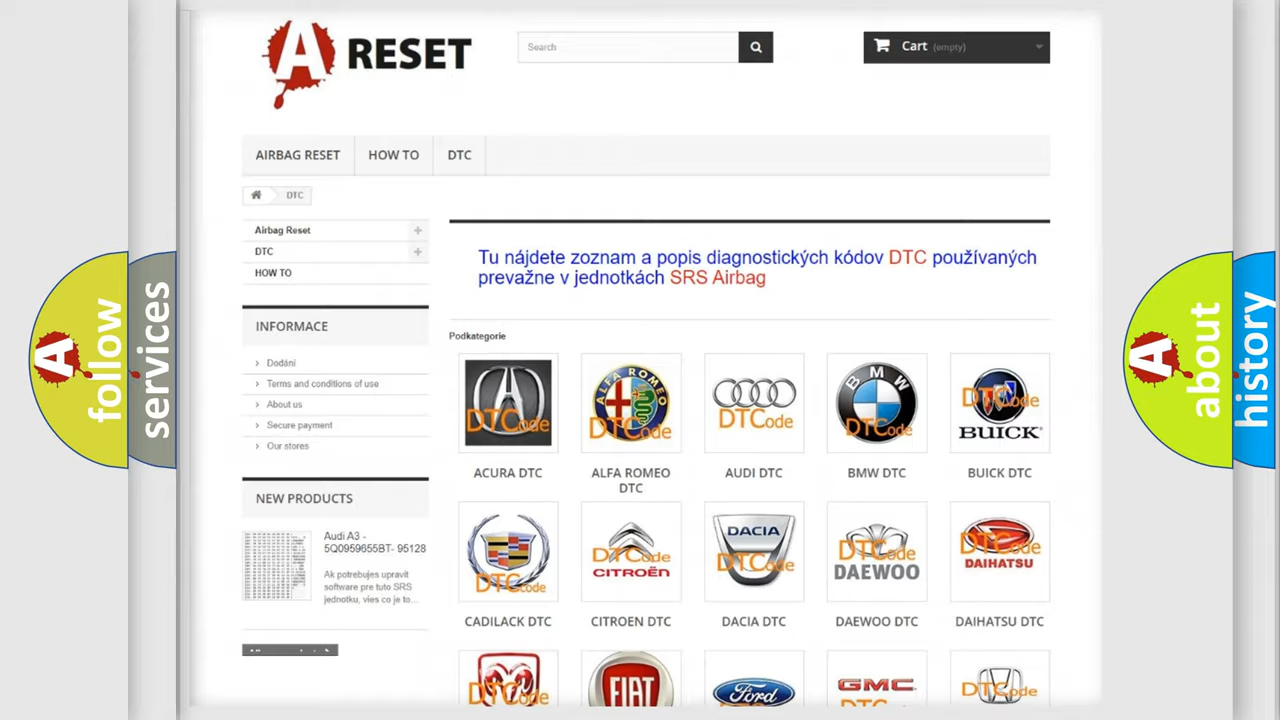 A RESET
Search
Cart (empty)
AIRBAG RESET
HOW TO
DTC
DTC
Airbag Reset
DTC
HOW TO
INFORMACE
Dodání
Terms and conditions of use
About us
Secure payment
Our stores
NEW PRODUCTS
Audi A3 -
5Q0959655BT- 95128
Ak potrebujes upravit
software pre tuto SRS
jednotku, vies co je to...
Tu nájdete zoznam a popis diagnostických kódov DTC používaných
prevažne v jednotkách SRS Airbag
Podkategorie
DTCode
ALFA ROMEO
DTCode
DTCode
BMW
DTCode
DTCode
BUICK
ACURA DTC
ALFA ROMEO
DTC
AUDI DTC
BMW DTC
BUICK DTC
DTCode
DTCode
CITROËN
DACIA
DTCode
DTCode
DAEWOO
DTCode
DAIHATSU
CADILACK DTC
CITROEN DTC
DACIA DTC
DAEWOO DTC
DAIHATSU DTC
DTCode
FIAT
Ford
GMC
DTCode
A follow
services
A about
history